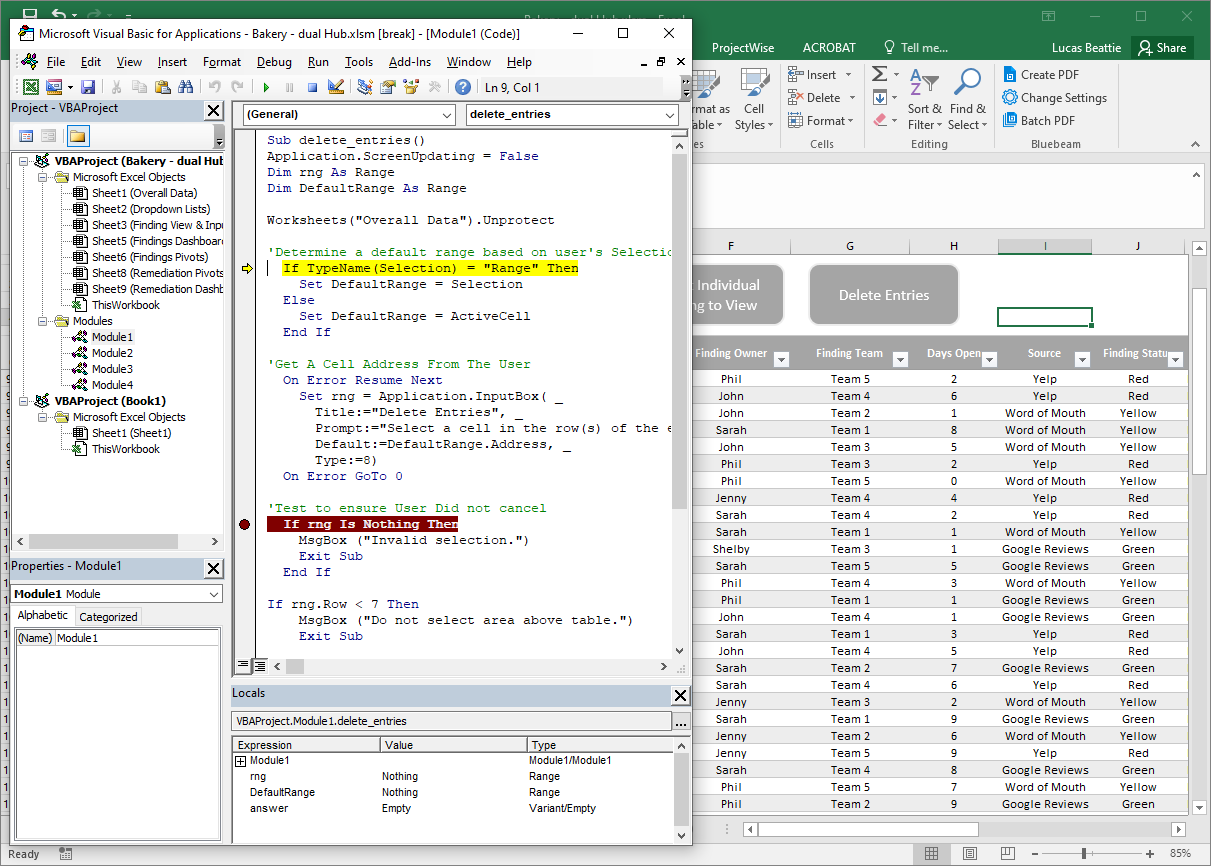 Microsoft Visual Basic for Applications - Bakery - dual Hub.xlsm [break] - [Module1 (Code)]
File Edit View Insert Format Debug Run Tools Add-Ins Window Help
Ln 9, Col 1
Project - VBAProject
VBAProject (Bakery - dual Hub
Microsoft Excel Objects
Sheet1 (Overall Data)
Sheet2 (Dropdown Lists)
Sheet3 (Finding View & Inpu
Sheet5 (Findings Dashboard
Sheet6 (Findings Pivots)
Sheet8 (Remediation Pivots
Sheet9 (Remediation Dashb
ThisWorkbook
Modules
Module1
Module2
Module3
Module4
VBAProject (Book1)
Microsoft Excel Objects
Sheet1 (Sheet1)
ThisWorkbook
Properties - Module1
Module1 Module
Alphabetic Categorized
(Name) Module1
(General) delete_entries
Sub delete_entries()
Application.ScreenUpdating = False
Dim rng As Range
Dim DefaultRange As Range
Worksheets("Overall Data").Unprotect
'Determine a default range based on user's Selectio
If TypeName(Selection) = "Range" Then
Set DefaultRange = Selection
Else
Set DefaultRange = ActiveCell
End If
'Get A Cell Address From The User
On Error Resume Next
Set rng = Application.InputBox( _
Title:="Delete Entries", _
Prompt:="Select a cell in the row(s) of the e
Default:=DefaultRange.Address, _
Type:=8)
On Error GoTo 0
'Test to ensure User Did not cancel
If rng Is Nothing Then
MsgBox ("Invalid selection.")
Exit Sub
End If
If rng.Row < 7 Then
MsgBox ("Do not select area above table.")
Exit Sub
Locals
VBAProject.Module1.delete_entries
...
Expression Value Type
Module1 Module1/Module1
rng Nothing Range
DefaultRange Nothing Range
answer Empty Variant/Empty
ProjectWise ACROBAT Tell me... Lucas Beattie Share
rmat as
able
Cell
Styles
Insert
Delete
Format
Cells
Sort &
Filter
Find &
Select
Editing
Create PDF
Change Settings
Batch PDF
Bluebeam
F G H I J
Individual
ng to View
Delete Entries
Finding Owner Finding Team Days Open Source Finding Statu
Phil Team 5 2 Yelp Red
John Team 4 6 Yelp Red
John Team 2 1 Word of Mouth Yellow
Sarah Team 1 8 Word of Mouth Yellow
John Team 3 5 Word of Mouth Yellow
Phil Team 3 2 Yelp Red
Phil Team 5 0 Word of Mouth Yellow
Jenny Team 4 4 Yelp Red
Sarah Team 4 2 Yelp Red
Sarah Team 1 1 Word of Mouth Yellow
Shelby Team 3 1 Google Reviews Green
Sarah Team 5 5 Google Reviews Green
Phil Team 4 3 Word of Mouth Yellow
Phil Team 1 1 Google Reviews Green
John Team 4 1 Google Reviews Green
Sarah Team 1 3 Yelp Red
John Team 4 5 Yelp Red
Sarah Team 2 7 Google Reviews Green
Sarah Team 4 6 Yelp Red
Jenny Team 3 2 Word of Mouth Yellow
Sarah Team 1 9 Google Reviews Green
Jenny Team 2 6 Word of Mouth Yellow
Jenny Team 5 9 Yelp Red
Sarah Team 4 8 Google Reviews Green
Phil Team 5 7 Word of Mouth Yellow
Phil Team 2 9 Google Reviews Green
Ready
85%